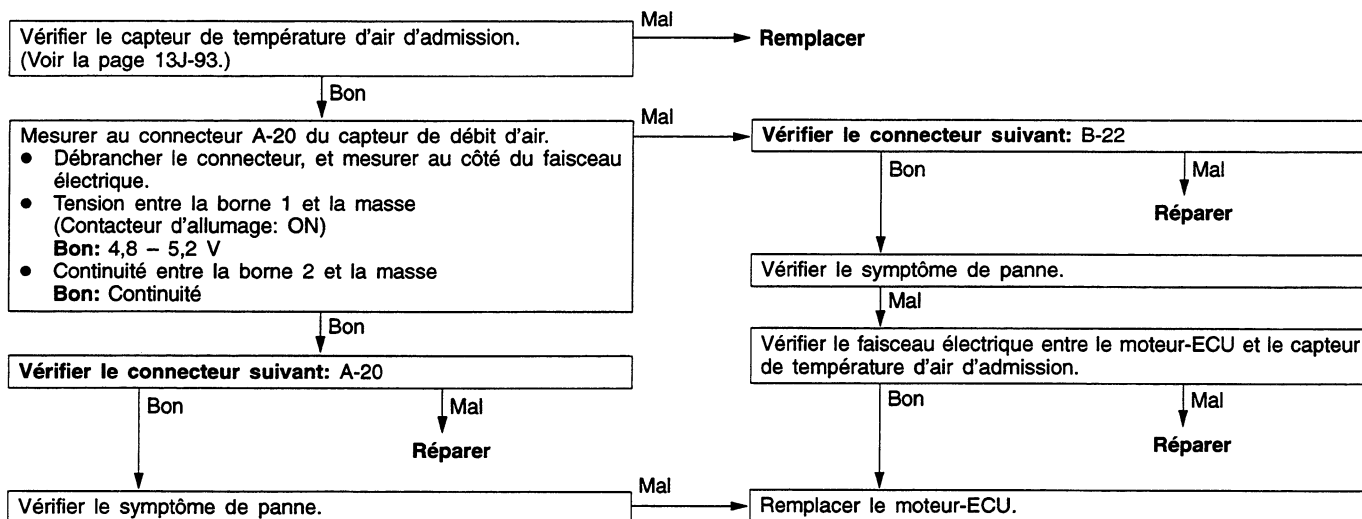 Vérifier le capteur de température d'air d'admission.
(Voir la page 13J-93.)
Mal
Remplacer
Bon
Mesurer au connecteur A-20 du capteur de débit d'air.
● Débrancher le connecteur, et mesurer au côté du faisceau
électrique.
● Tension entre la borne 1 et la masse
(Contacteur d'allumage: ON)
Bon: 4,8 – 5,2 V
● Continuité entre la borne 2 et la masse
Bon: Continuité
Mal
Vérifier le connecteur suivant: B-22
Bon
Mal
Réparer
Vérifier le symptôme de panne.
Mal
Vérifier le faisceau électrique entre le moteur-ECU et le capteur
de température d'air d'admission.
Bon
Mal
Réparer
Bon
Vérifier le connecteur suivant: A-20
Bon
Mal
Réparer
Vérifier le symptôme de panne.
Mal
Remplacer le moteur-ECU.